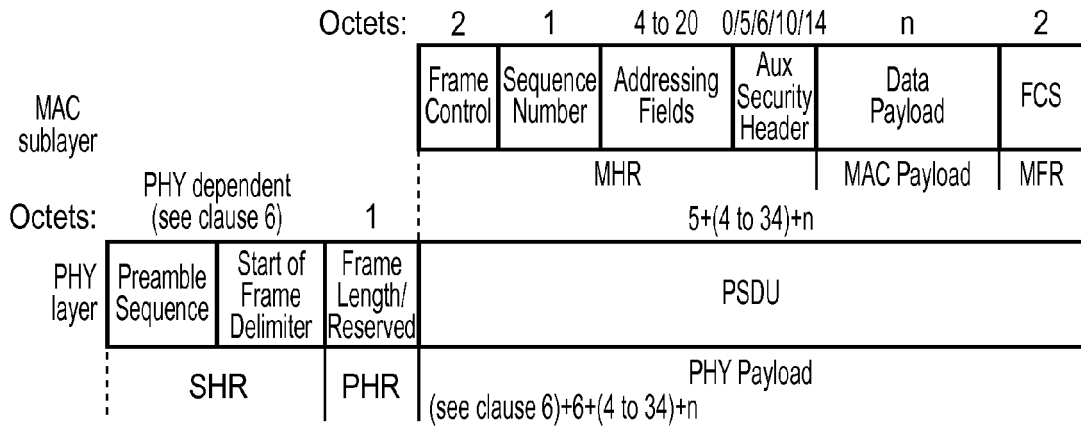 Octets: 2 1 4 to 20 0/5/6/10/14 n 2
MAC
sublayer
Frame
Control
Sequence
Number
Addressing
Fields
Aux
Security
Header
Data
Payload
FCS
MHR
MAC Payload
MFR
PHY dependent
(see clause 6)
Octets: 1 5+(4 to 34)+n
PHY
layer
Preamble
Sequence
Start of
Frame
Delimiter
Frame
Length/
Reserved
PSDU
SHR
PHR
PHY Payload
(see clause 6)+6+(4 to 34)+n